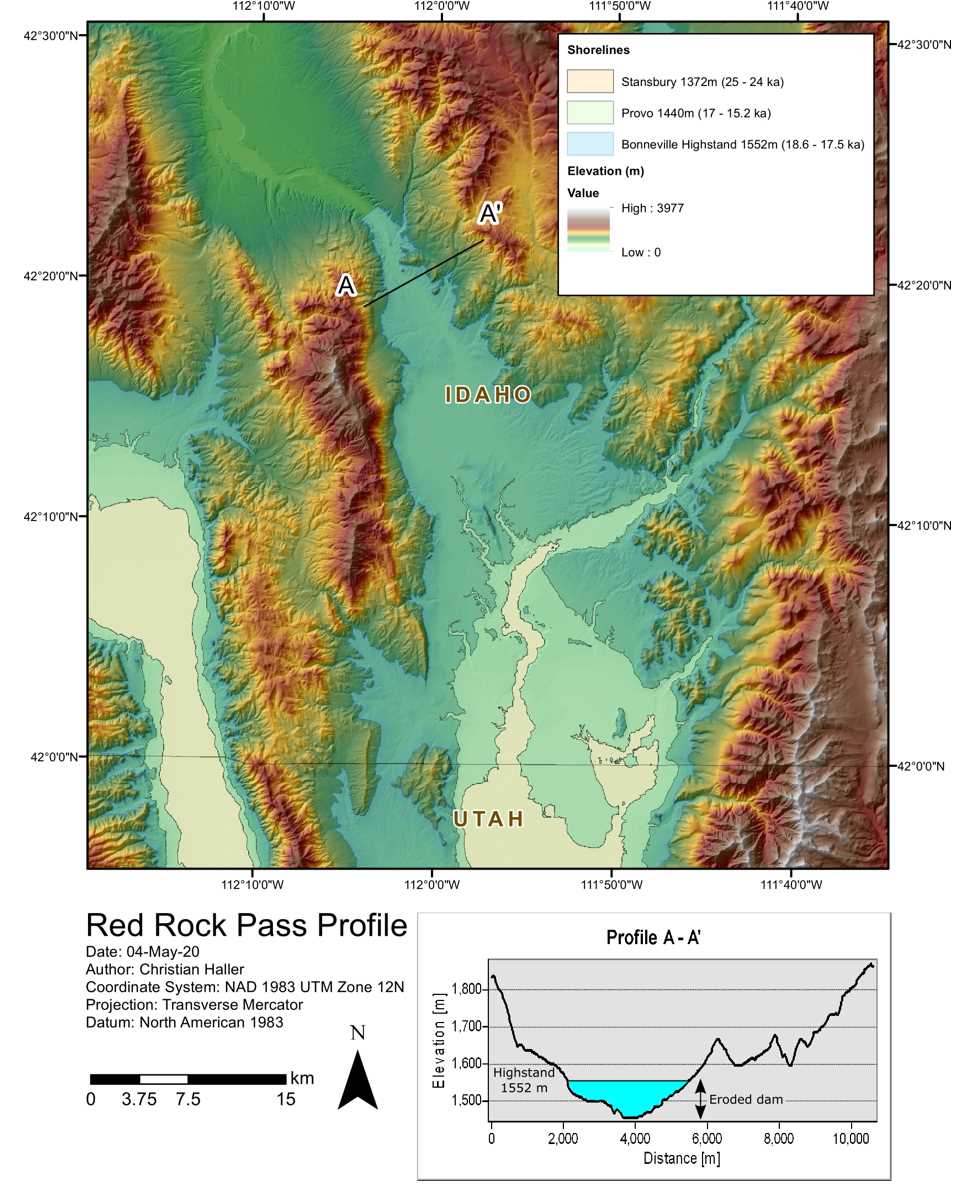 112°10'0"W 112°0'0"W 111°50'0"W 111°40'0"W
42°30'0"N
42°30'0"N
Shorelines
Stansbury 1372m (25 - 24 ka)
Provo 1440m (17 - 15.2 ka)
Bonneville Highstand 1552m (18.6 - 17.5 ka)
Elevation (m)
Value
High : 3977
Low : 0
A'
A
42°20'0"N
42°20'0"N
IDAHO
42°10'0"N
42°10'0"N
42°0'0"N
42°0'0"N
UTAH
112°10'0"W 112°0'0"W 111°50'0"W 111°40'0"W
Red Rock Pass Profile
Date: 04-May-20
Author: Christian Haller
Coordinate System: NAD 1983 UTM Zone 12N
Projection: Transverse Mercator
Datum: North American 1983
N
km
0 3.75 7.5 15
Profile A - A'
Elevation [m]
1,800
1,700
1,600
1,500
Highstand
1552 m
Eroded dam
0 2,000 4,000 6,000 8,000 10,000
Distance [m]